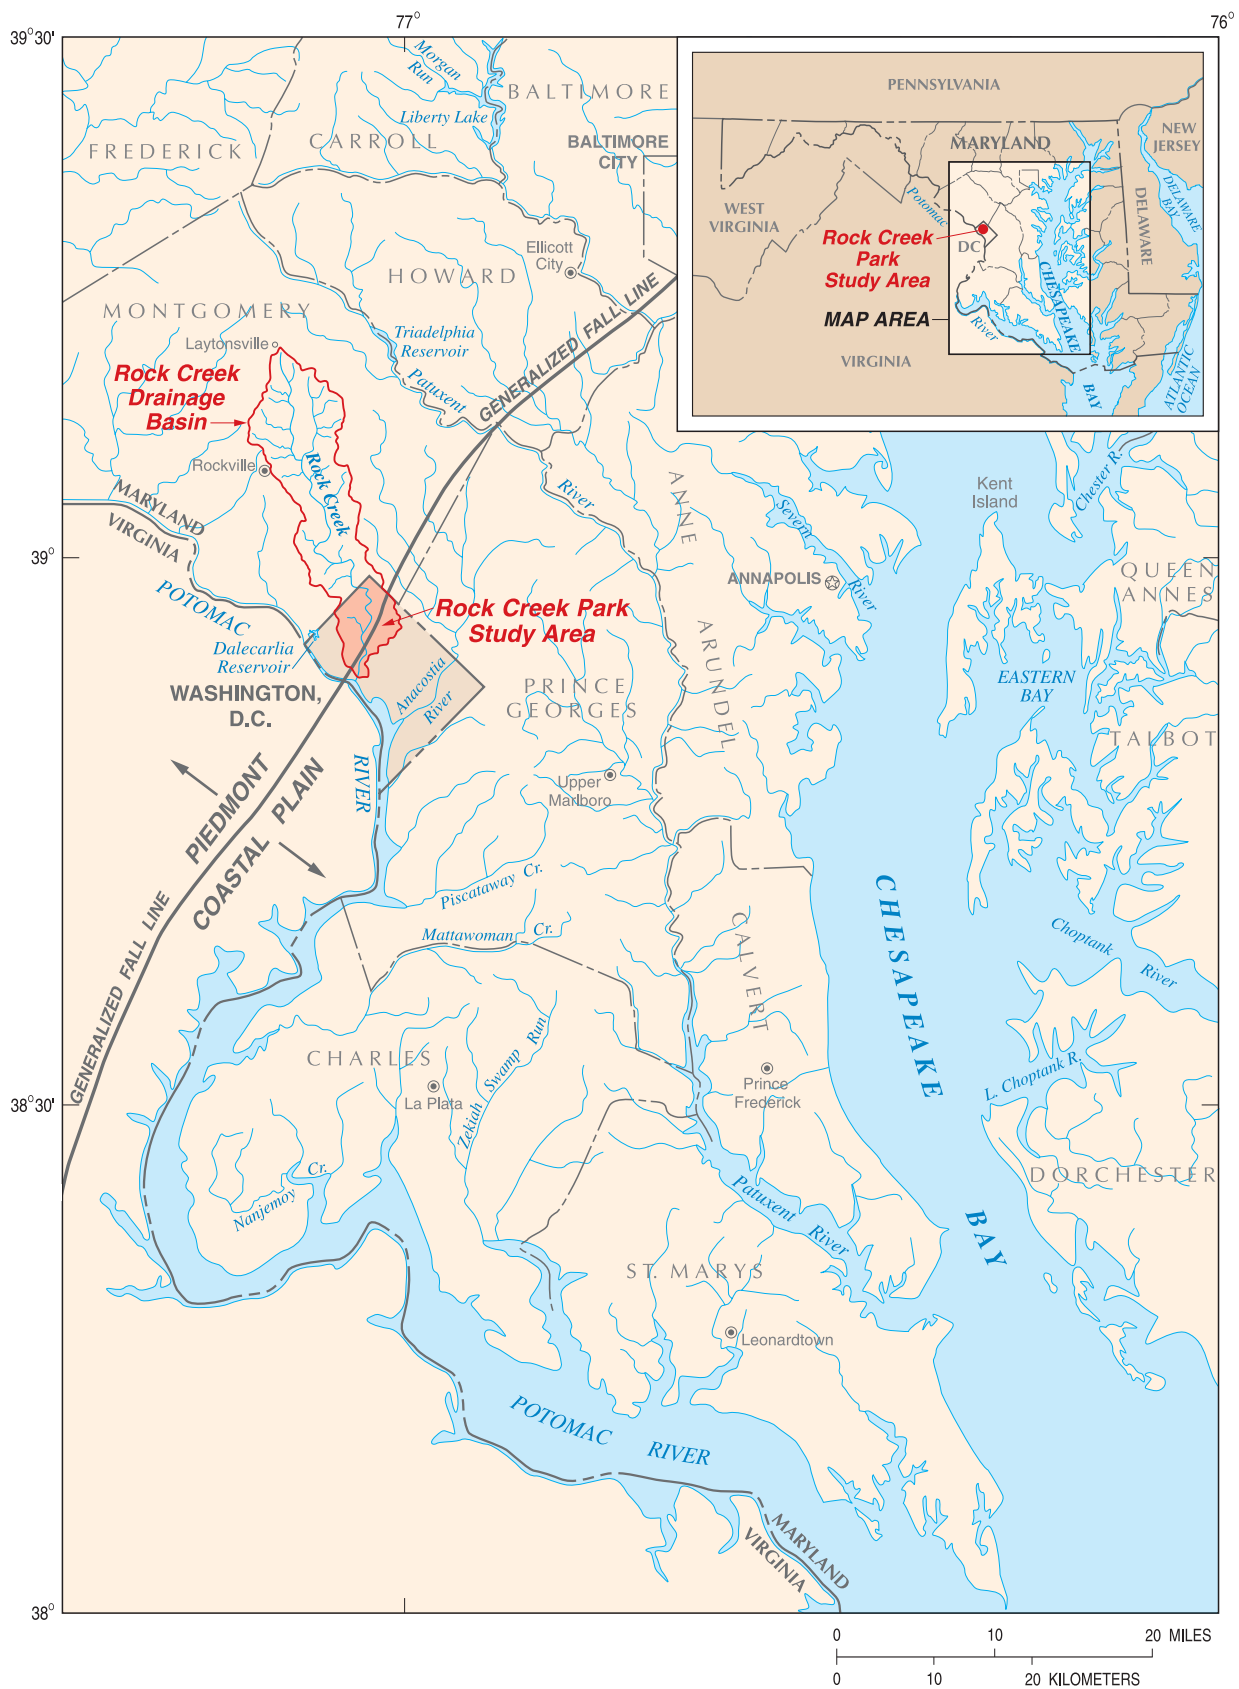 77°
76°
39°30'
Morgan
Run
BALTIMORE
Liberty Lake
CARROLL
FREDERICK
BALTIMORE
CITY
PENNSYLVANIA
NEW
JERSEY
MARYLAND
WEST
VIRGINIA
Potomac
DELAWARE
BAY
DELAWARE
Rock Creek
Park
Study Area
DC
CHESAPEAKE
MAP AREA
River
VIRGINIA
BAY
ATLANTIC
OCEAN
Ellicott
City
HOWARD
MONTGOMERY
GENERALIZED FALL LINE
Triadelphia
Reservoir
Laytonsville
Patuxent
Rock Creek
Drainage
Basin
Rockville
Rock Creek
River
ANNE
Severn
River
Kent
Island
Chester R.
MARYLAND
VIRGINIA
39°
ANNAPOLIS
QUEEN
ANNES
POTOMAC
Rock Creek Park
Study Area
Dalecarlia
Reservoir
ARUNDEL
WASHINGTON,
D.C.
Anacostia
River
PRINCE
GEORGES
EASTERN
BAY
TALBOT
RIVER
Upper
Marlboro
PIEDMONT
COASTAL PLAIN
Piscataway Cr.
Mattawoman Cr.
CALVERT
CHESAPEAKE
Choptank
River
GENERALIZED FALL LINE
CHARLES
Zekiah Swamp Run
La Plata
Prince
Frederick
L. Choptank R.
38°30'
Nanjemoy Cr.
DORCHESTER
Patuxent River
BAY
ST. MARYS
Leonardtown
POTOMAC RIVER
MARYLAND
VIRGINIA
38°
0 10 20 MILES
0 10 20 KILOMETERS